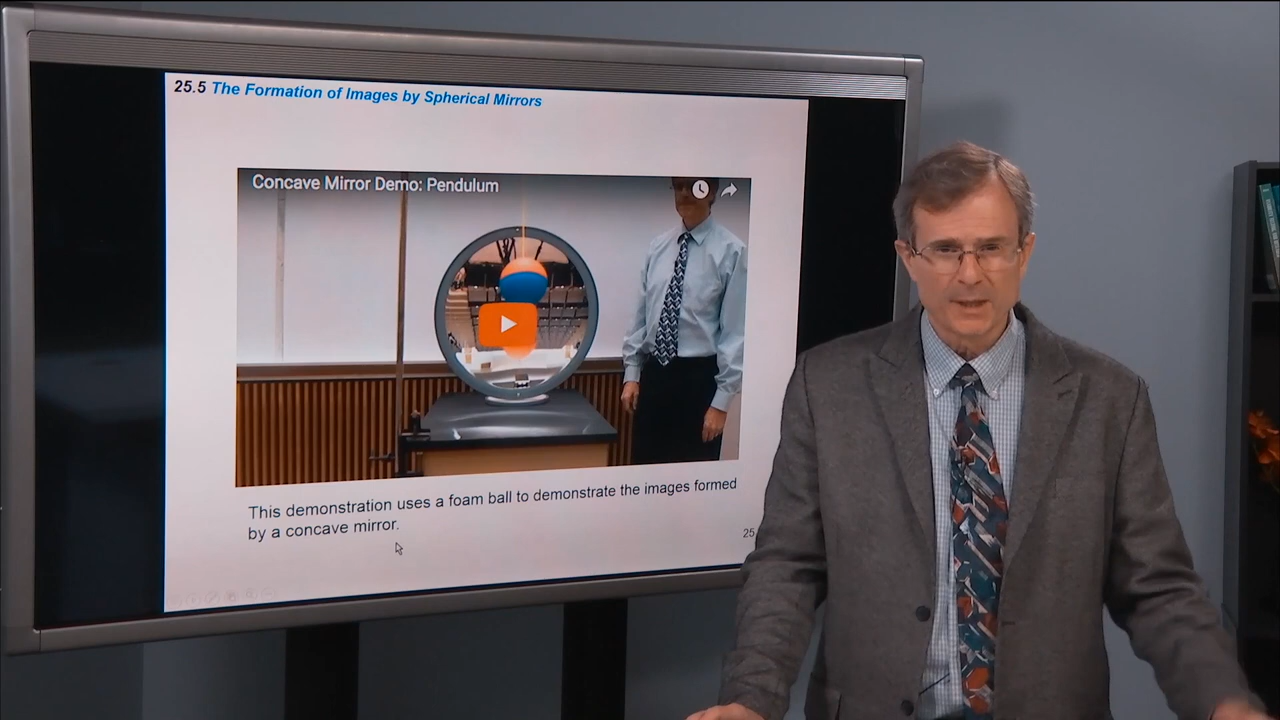 25.5 The Formation of Images by Spherical Mirrors
Concave Mirror Demo: Pendulum
This demonstration uses a foam ball to demonstrate the images formed
by a concave mirror.
25